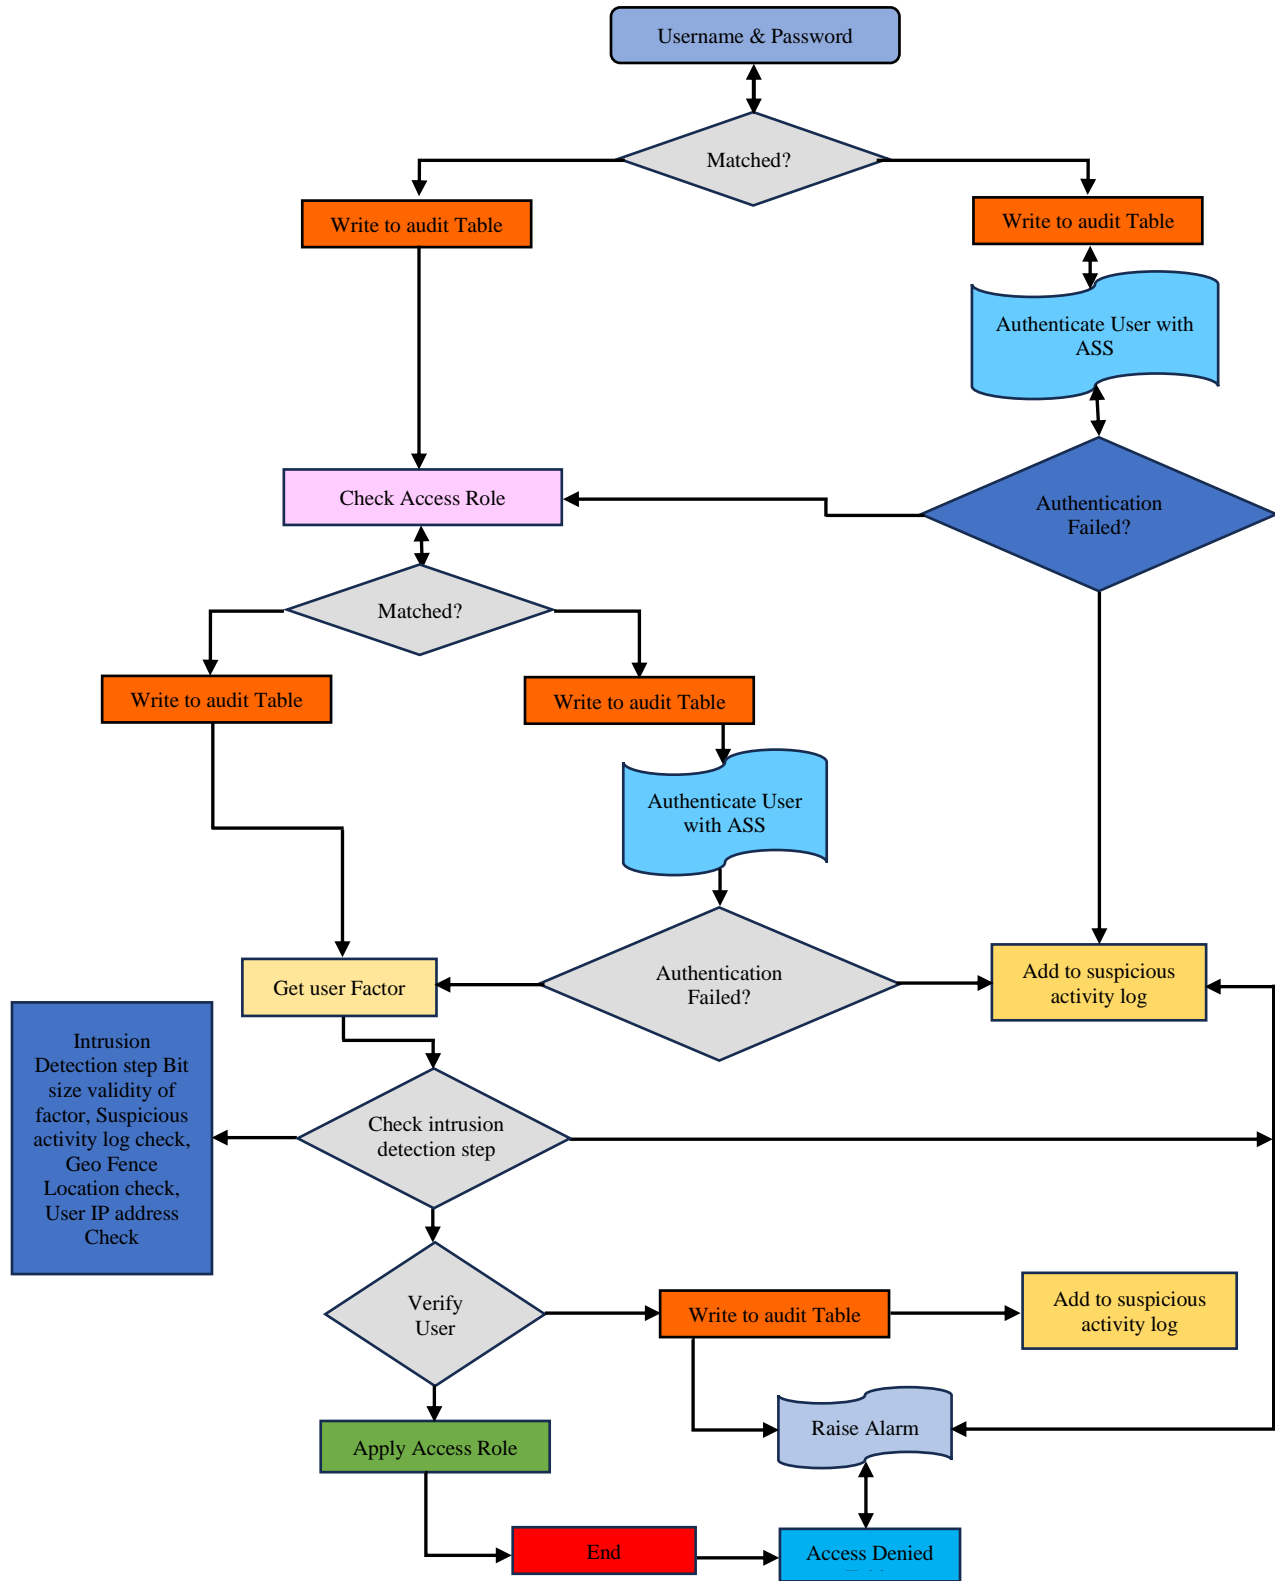 Username & Password
Matched?
Write to audit Table
Write to audit Table
Authenticate User with
ASS
Check Access Role
Authentication
Failed?
Matched?
Write to audit Table
Write to audit Table
Authenticate User
with ASS
Get user Factor
Authentication
Failed?
Add to suspicious
activity log
Intrusion
Detection step Bit
size validity of
factor, Suspicious
activity log check,
Geo Fence
Location check,
User IP address
Check
Check intrusion
detection step
Verify
User
Write to audit Table
Add to suspicious
activity log
Raise Alarm
Apply Access Role
End
Access Denied